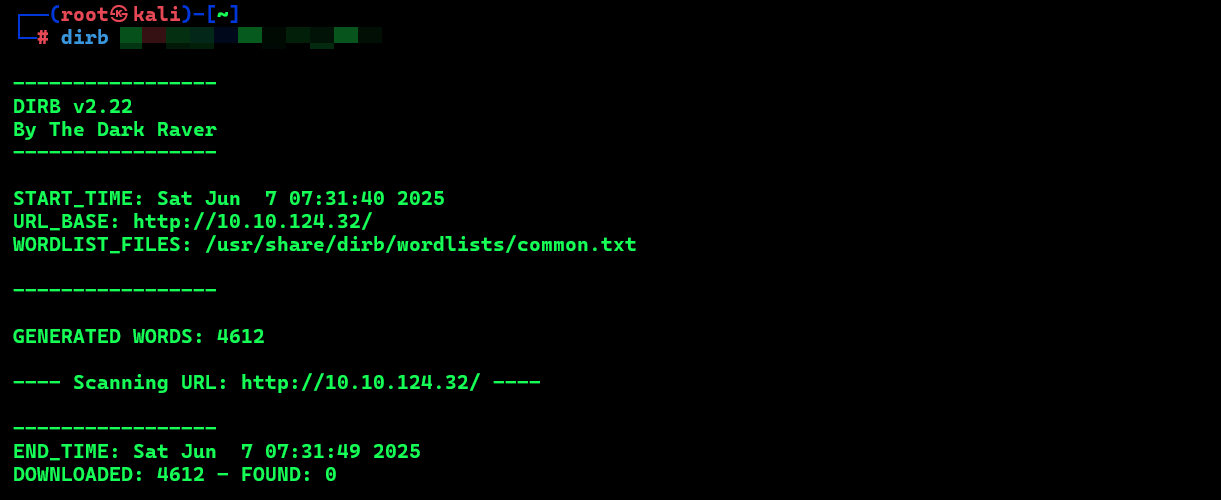 ┌──(root㉿kali)-[~]
└─# dirb
-----------------
DIRB v2.22
By The Dark Raver
-----------------
START_TIME: Sat Jun  7 07:31:40 2025
URL_BASE: http://10.10.124.32/
WORDLIST_FILES: /usr/share/dirb/wordlists/common.txt
-----------------
GENERATED WORDS: 4612
---- Scanning URL: http://10.10.124.32/ ----
-----------------
END_TIME: Sat Jun  7 07:31:49 2025
DOWNLOADED: 4612 - FOUND: 0